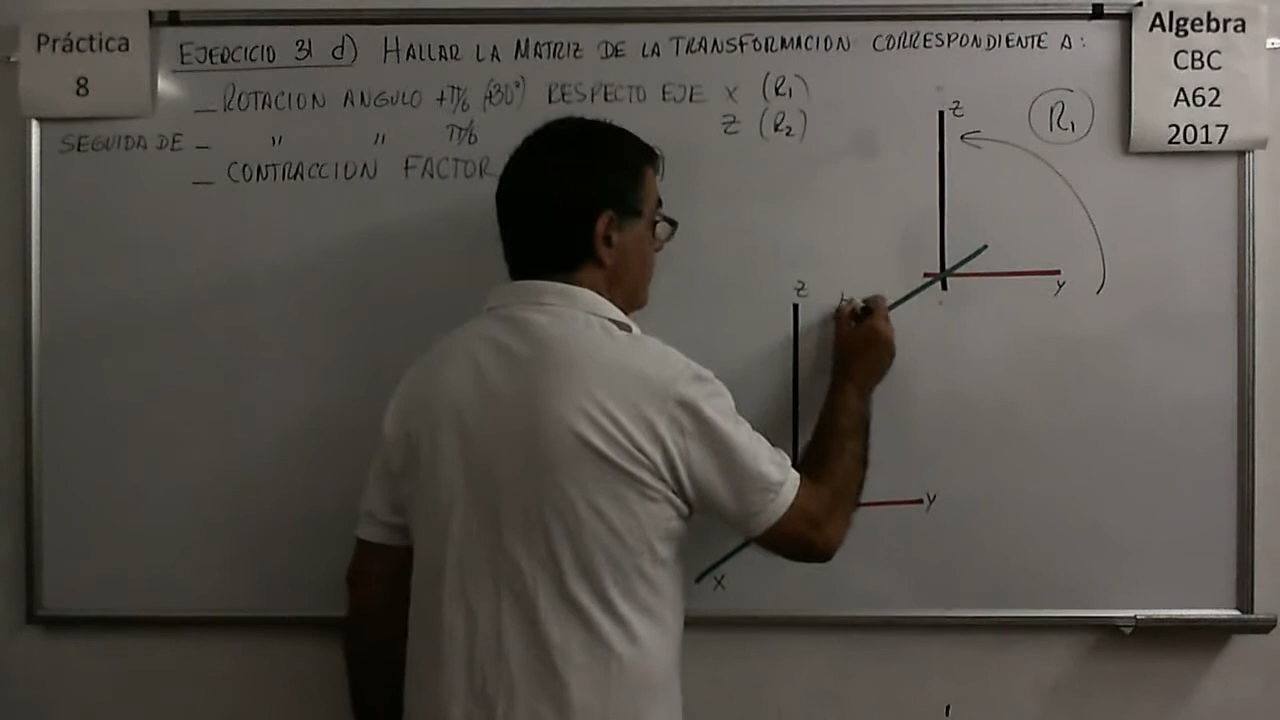 Práctica
8
EJERCICIO 31 d) HALLAR LA MATRIZ DE LA TRANSFORMACION CORRESPONDIENTE A:
_ ROTACION ANGULO +π/6 (30°) RESPECTO EJE X (R1)
SEGUIDA DE _ " " π/6 Z (R2)
_ CONTRACCION FACTOR
Algebra
CBC
A62
2017
R1
Z
Y
Z
Y
X